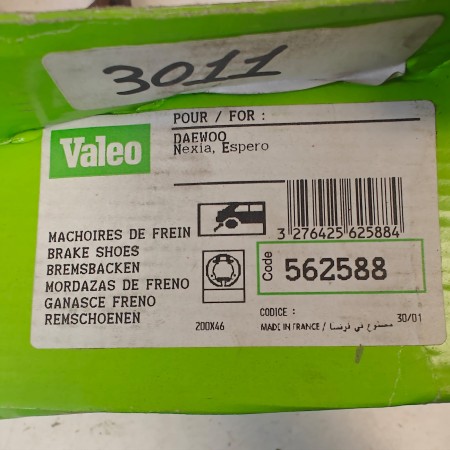 3011
POUR / FOR :
Valeo
DAEWOO
Nexia, Espero
MACHOIRES DE FREIN
BRAKE SHOES
BREMSBACKEN
MORDAZAS DE FRENO
GANASCE FRENO
REMSCHOENEN
3 276425 625884
Code
562588
200X46
CODICE :
30/01
MADE IN FRANCE / مصنوع في فرنسا